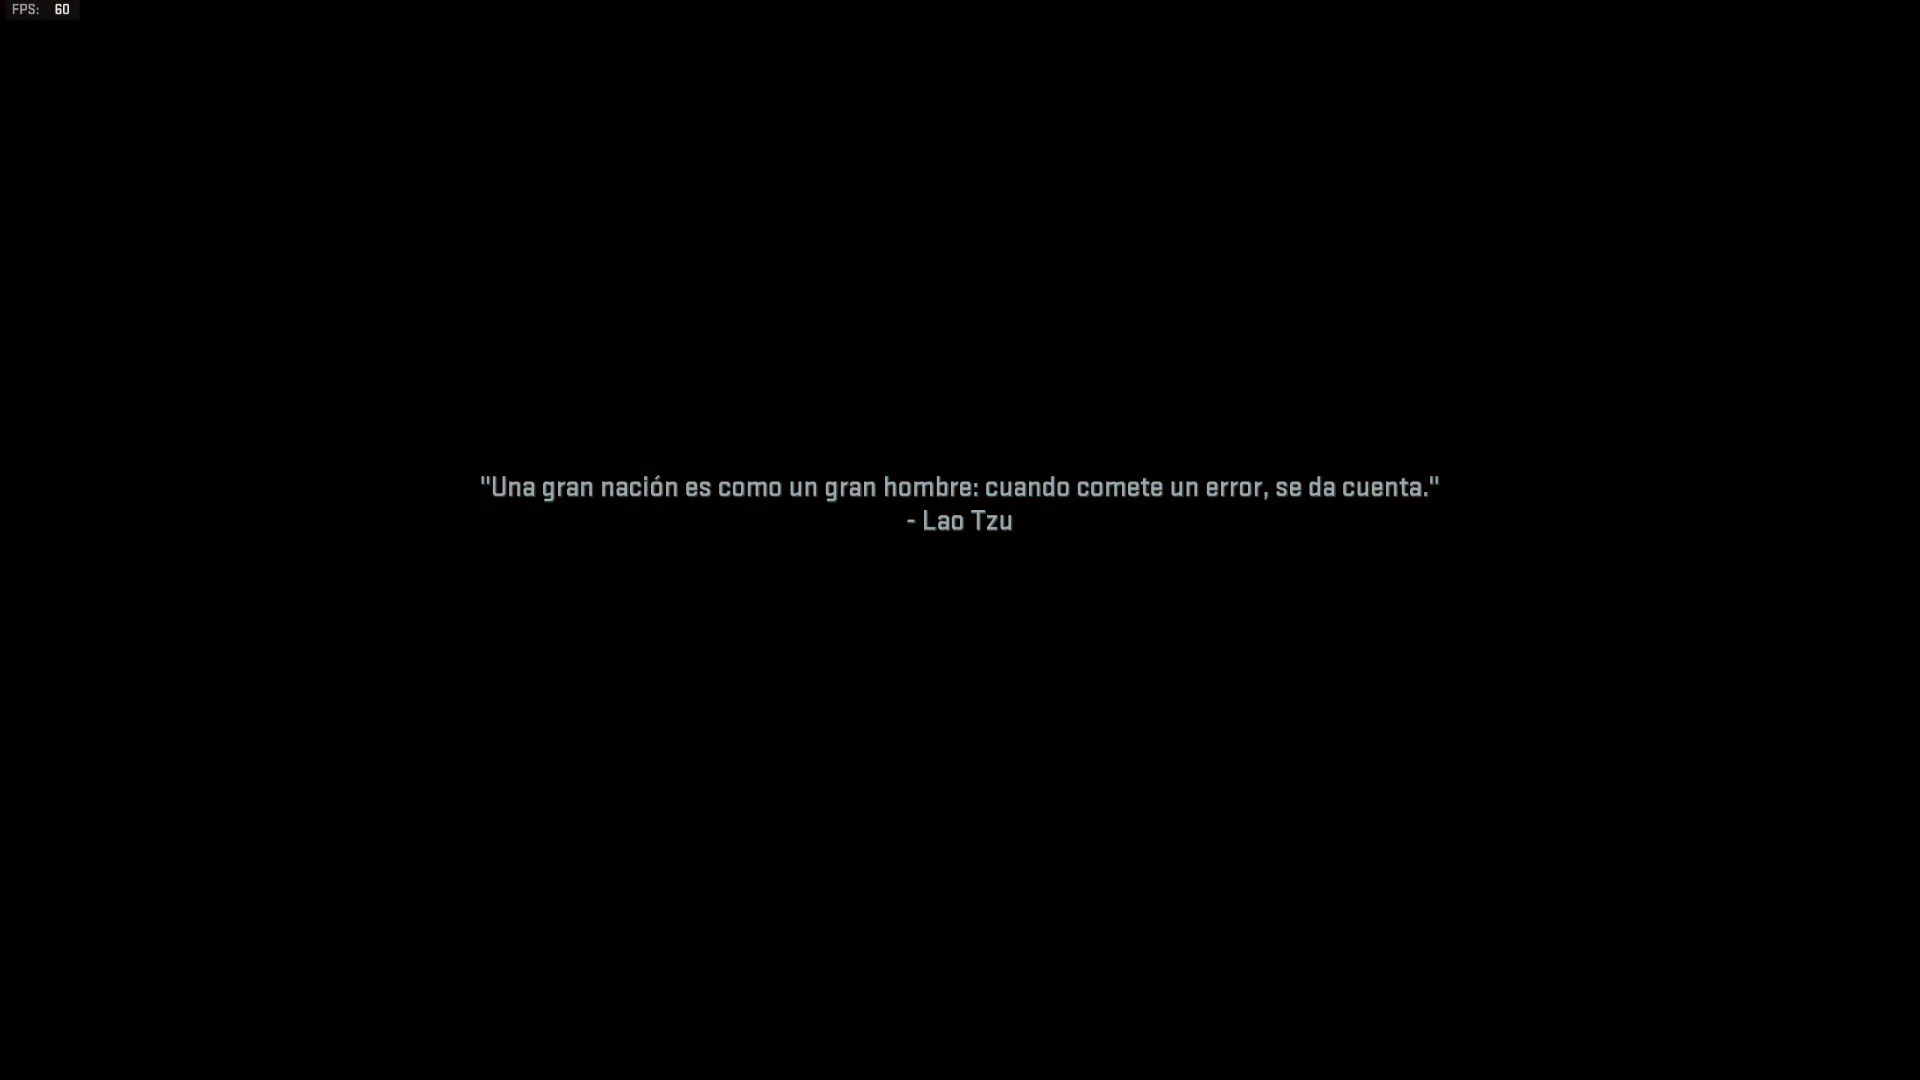 FPS: 60
"Una gran nación es como un gran hombre: cuando comete un error, se da cuenta."
- Lao Tzu